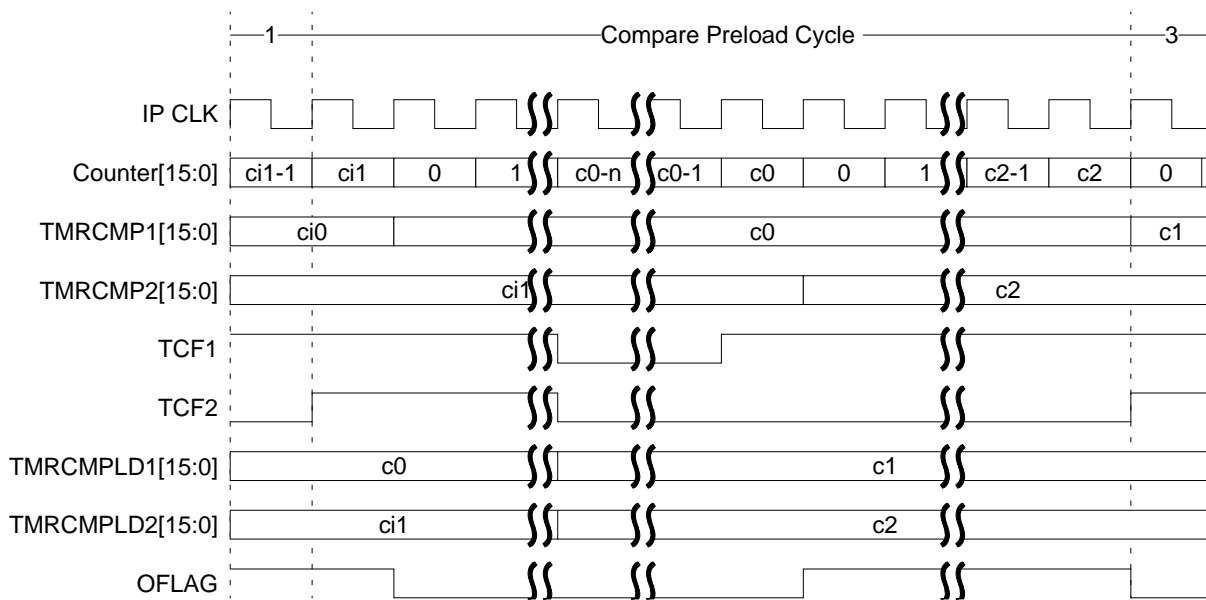 1 Compare Preload Cycle 3
IP CLK
Counter[15:0] ci1-1 ci1 0 1 c0-n c0-1 c0 0 1 c2-1 c2 0
TMRCMP1[15:0] ci0 c0 c1
TMRCMP2[15:0] ci1 c2
TCF1
TCF2
TMRCMPLD1[15:0] c0 c1
TMRCMPLD2[15:0] ci1 c2
OFLAG